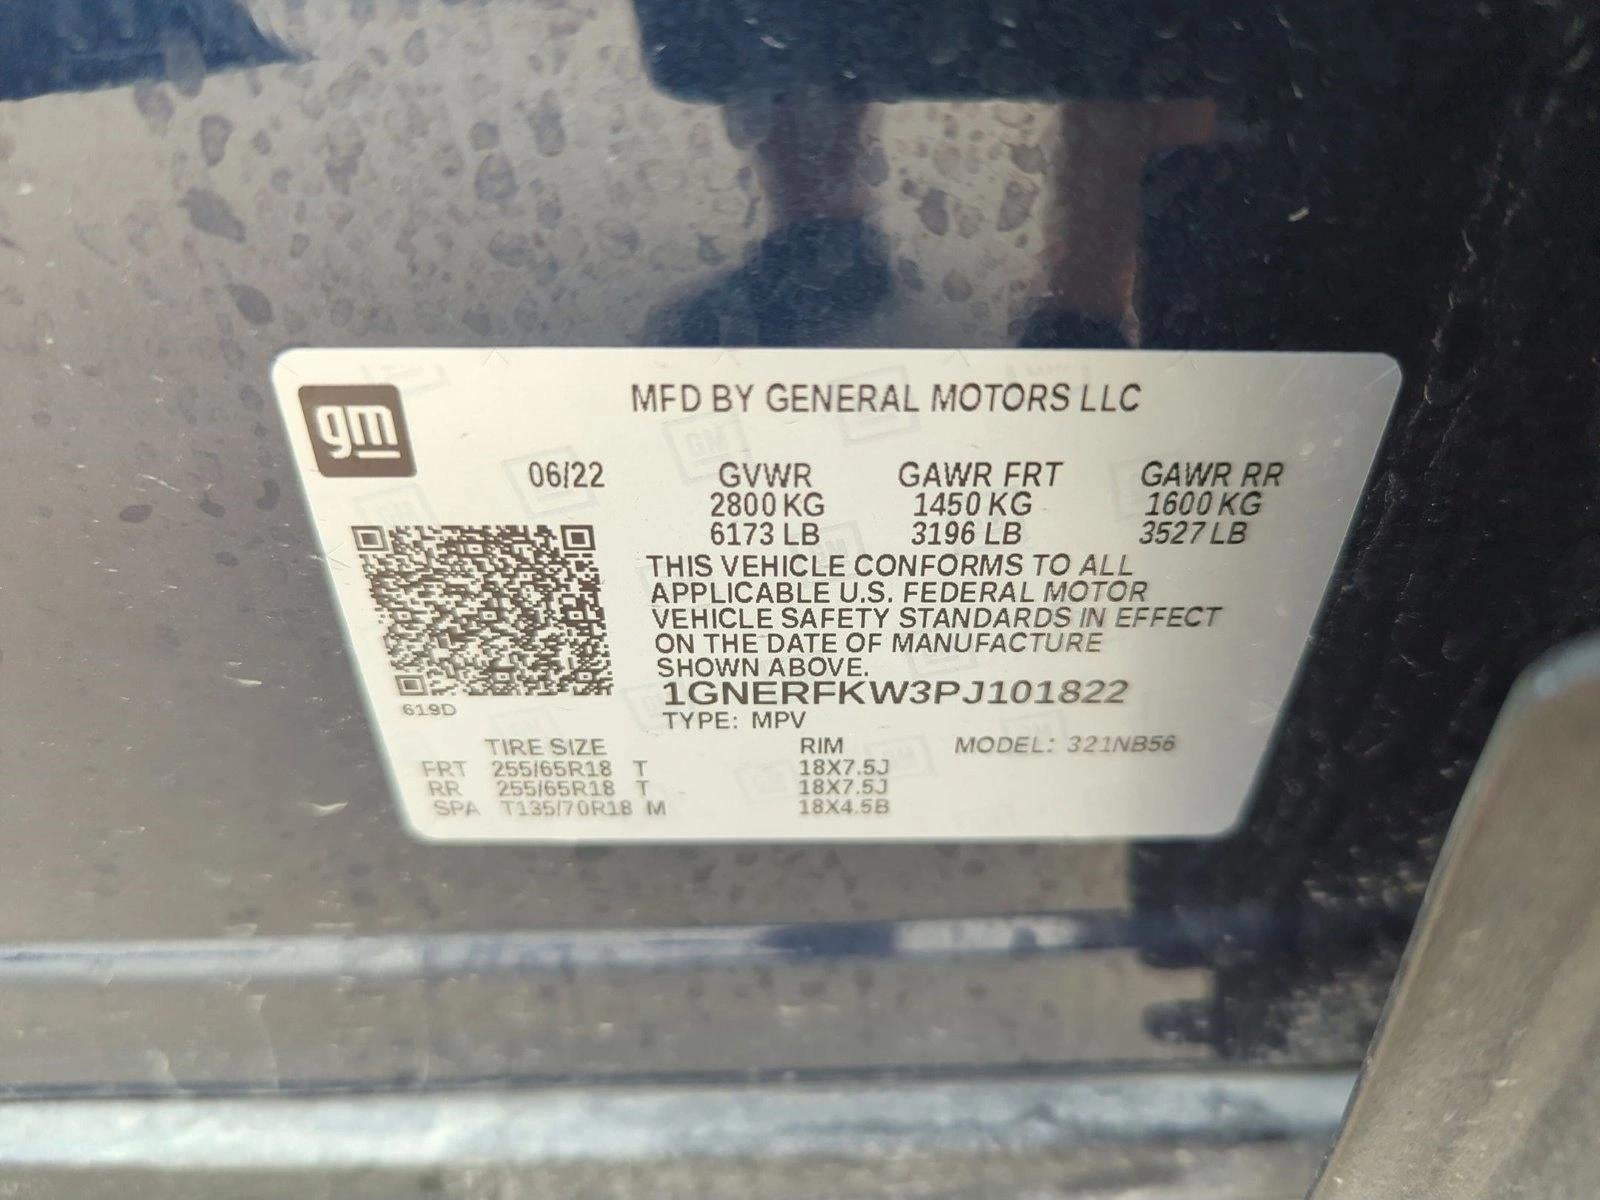 gm
MFD BY GENERAL MOTORS LLC
06/22 GVWR GAWR FRT GAWR RR
2800 KG 1450 KG 1600 KG
6173 LB 3196 LB 3527 LB
THIS VEHICLE CONFORMS TO ALL
APPLICABLE U.S. FEDERAL MOTOR
VEHICLE SAFETY STANDARDS IN EFFECT
ON THE DATE OF MANUFACTURE
SHOWN ABOVE.
1GNERFKW3PJ101822
619D
TYPE: MPV
TIRE SIZE RIM MODEL: 321NB56
FRT 255/65R18 T 18X7.5J
RR 255/65R18 T 18X7.5J
SPA T135/70R18 M 18X4.5B